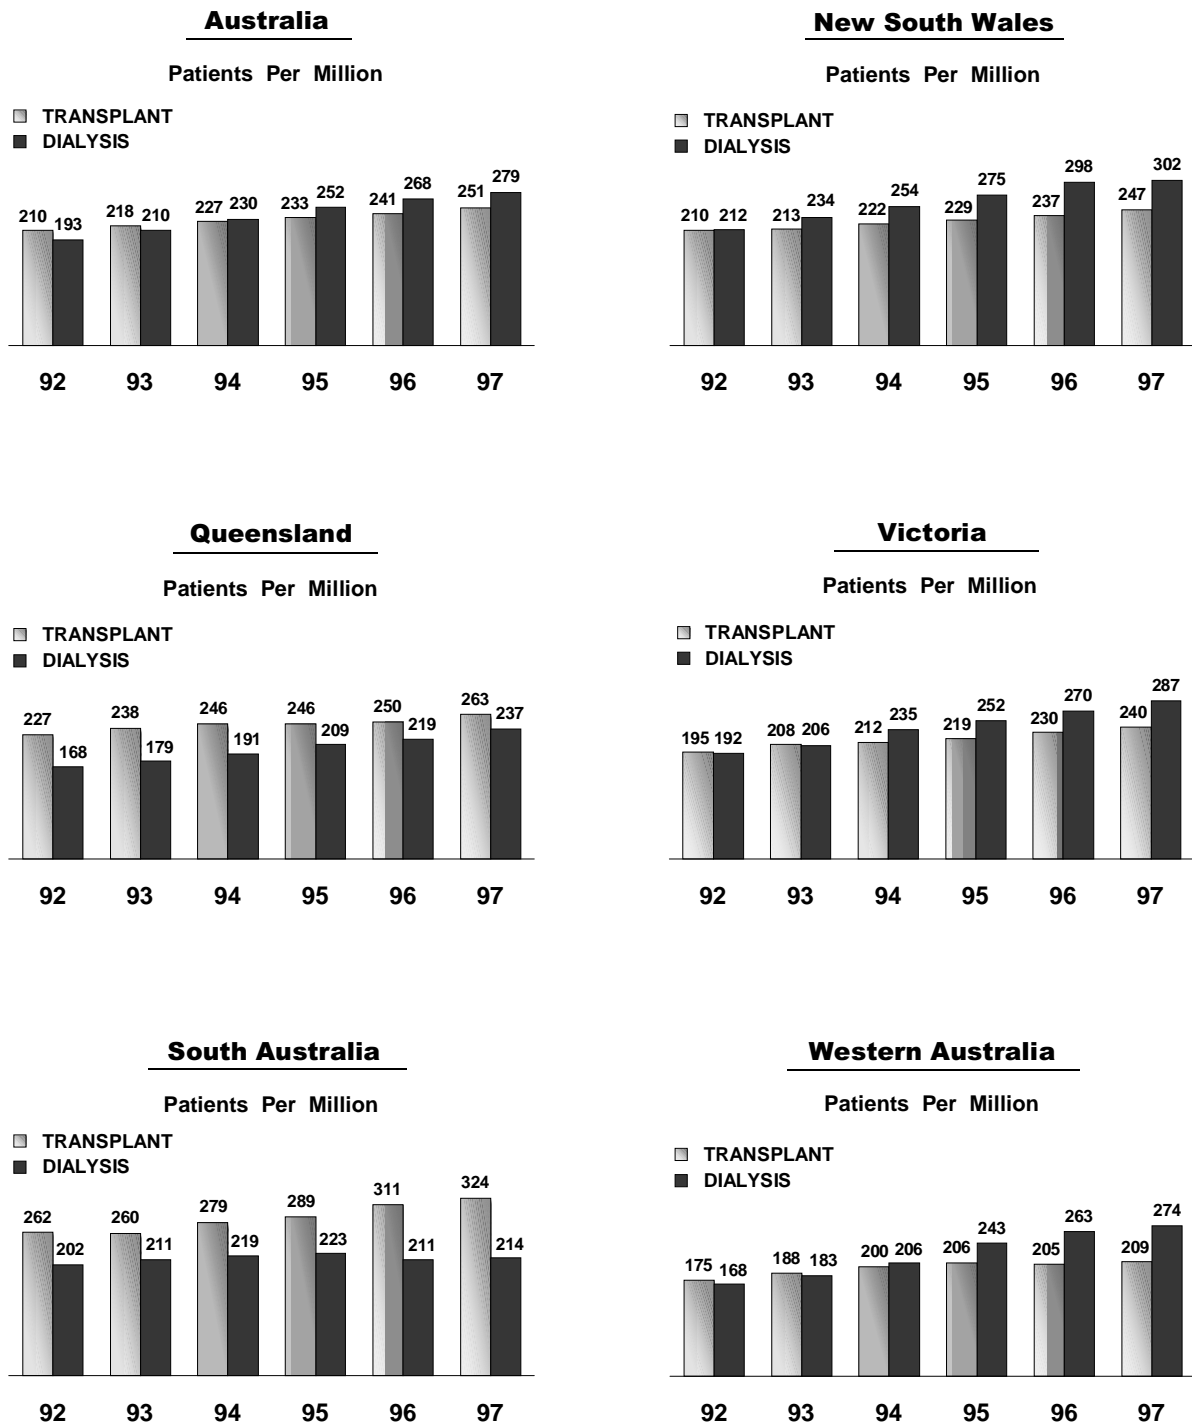 Australia
Patients Per Million
TRANSPLANT
DIALYSIS
210 193 218 210 227 230 233 252 241 268 251 279
92 93 94 95 96 97
New South Wales
Patients Per Million
TRANSPLANT
DIALYSIS
210 212 213 234 222 254 229 275 237 298 247 302
92 93 94 95 96 97
Queensland
Patients Per Million
TRANSPLANT
DIALYSIS
227 168 238 179 246 191 246 209 250 219 263 237
92 93 94 95 96 97
Victoria
Patients Per Million
TRANSPLANT
DIALYSIS
195 192 208 206 212 235 219 252 230 270 240 287
92 93 94 95 96 97
South Australia
Patients Per Million
TRANSPLANT
DIALYSIS
262 202 260 211 279 219 289 223 311 211 324 214
92 93 94 95 96 97
Western Australia
Patients Per Million
TRANSPLANT
DIALYSIS
175 168 188 183 200 206 206 243 205 263 209 274
92 93 94 95 96 97